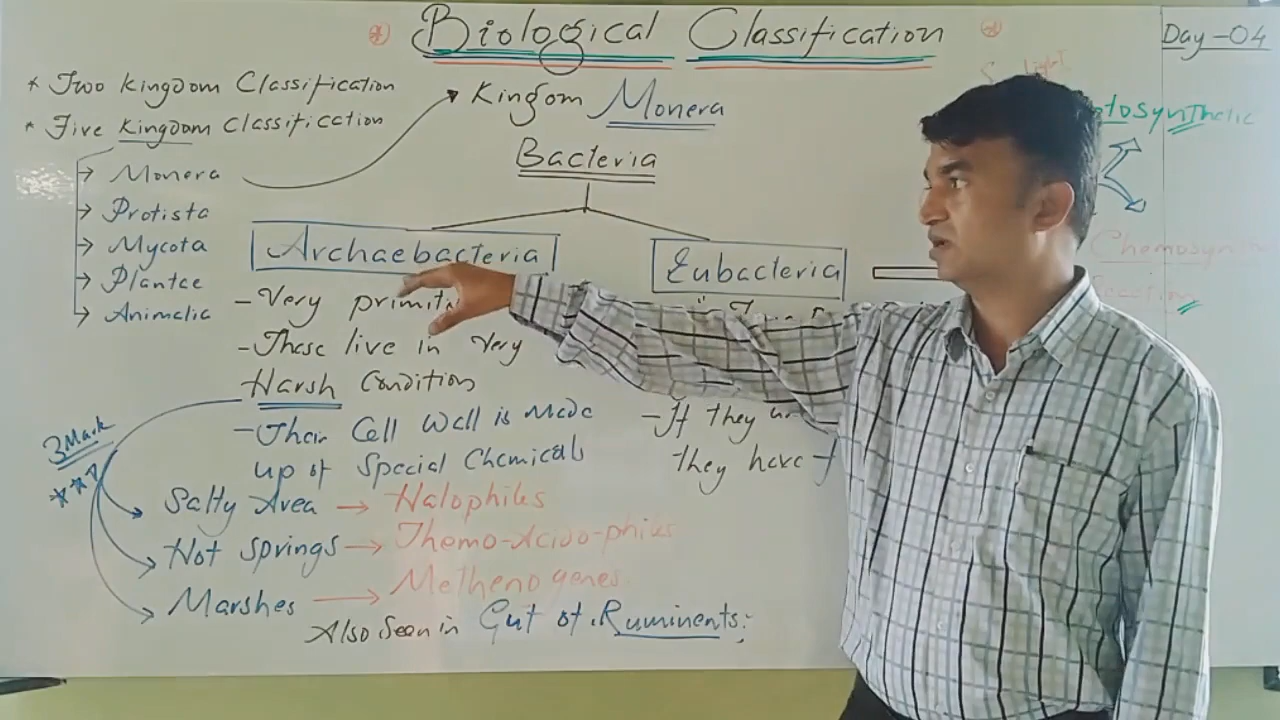 Biological Classification
Day-04
* Two Kingdom Classification
* Five Kingdom Classification
Monera
Protista
Mycota
Plantae
Animalia
Kingom Monera
Bacteria
Archaebacteria
- Very primit
- These live in very
Harsh Condition
- Their Cell Wall is Made
up of Special Chemicals
3 Mark
***
Salty Area → Halophiles
Hot Springs → Themo-Acido-philes
Marshes → Methenogenes
Also Seen in Gut of Ruminents:
Eubacteria
- If they
they have
tosynthetic